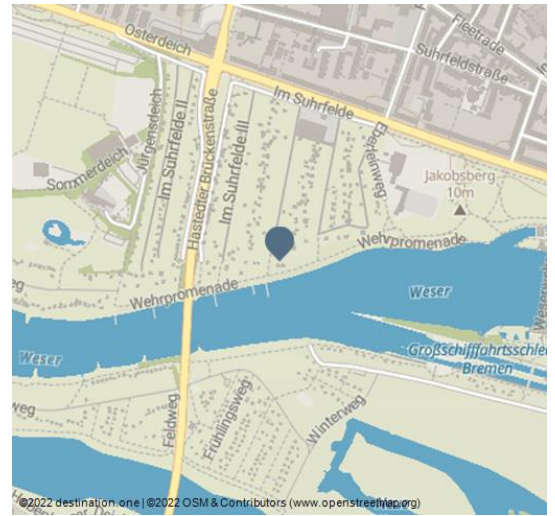 Osterdeich
Fleetrade
Suhrfeldstraße
Im Suhrfelde
Jürgensdeich
Im Suhrfelde II
Hastedter Brückenstraße
Im Suhrfelde III
Eberleinweg
Sommerdeich
Jakobsberg
10m
Wehrpromenade
Wehrpromenade
Weser
Weser
Großschifffahrtsschle
Bremen
Feldweg
Frühlingsweg
Winterweg
©2022 destination.one | ©2022 OSM & Contributors (www.openstreetmap.org)